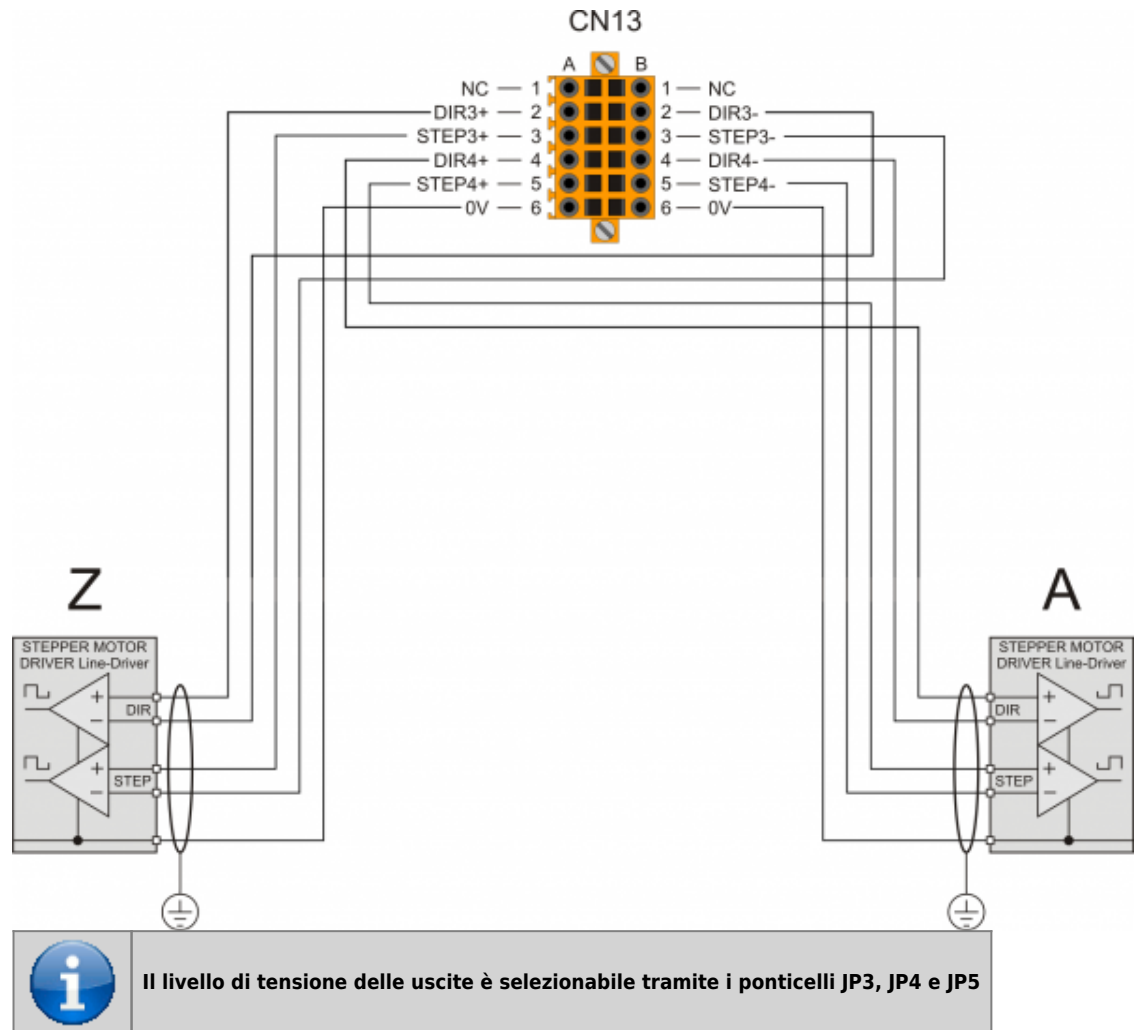 CN13
A B
NC — 1 1 — NC
DIR3+ — 2 2 — DIR3-
STEP3+ — 3 3 — STEP3-
DIR4+ — 4 4 — DIR4-
STEP4+ — 5 5 — STEP4-
0V — 6 6 — 0V
Z A
STEPPER MOTOR
DRIVER Line-Driver
+
DIR
−
+
STEP
−
STEPPER MOTOR
DRIVER Line-Driver
+
DIR
−
+
STEP
−
i
Il livello di tensione delle uscite è selezionabile tramite i ponticelli JP3, JP4 e JP5